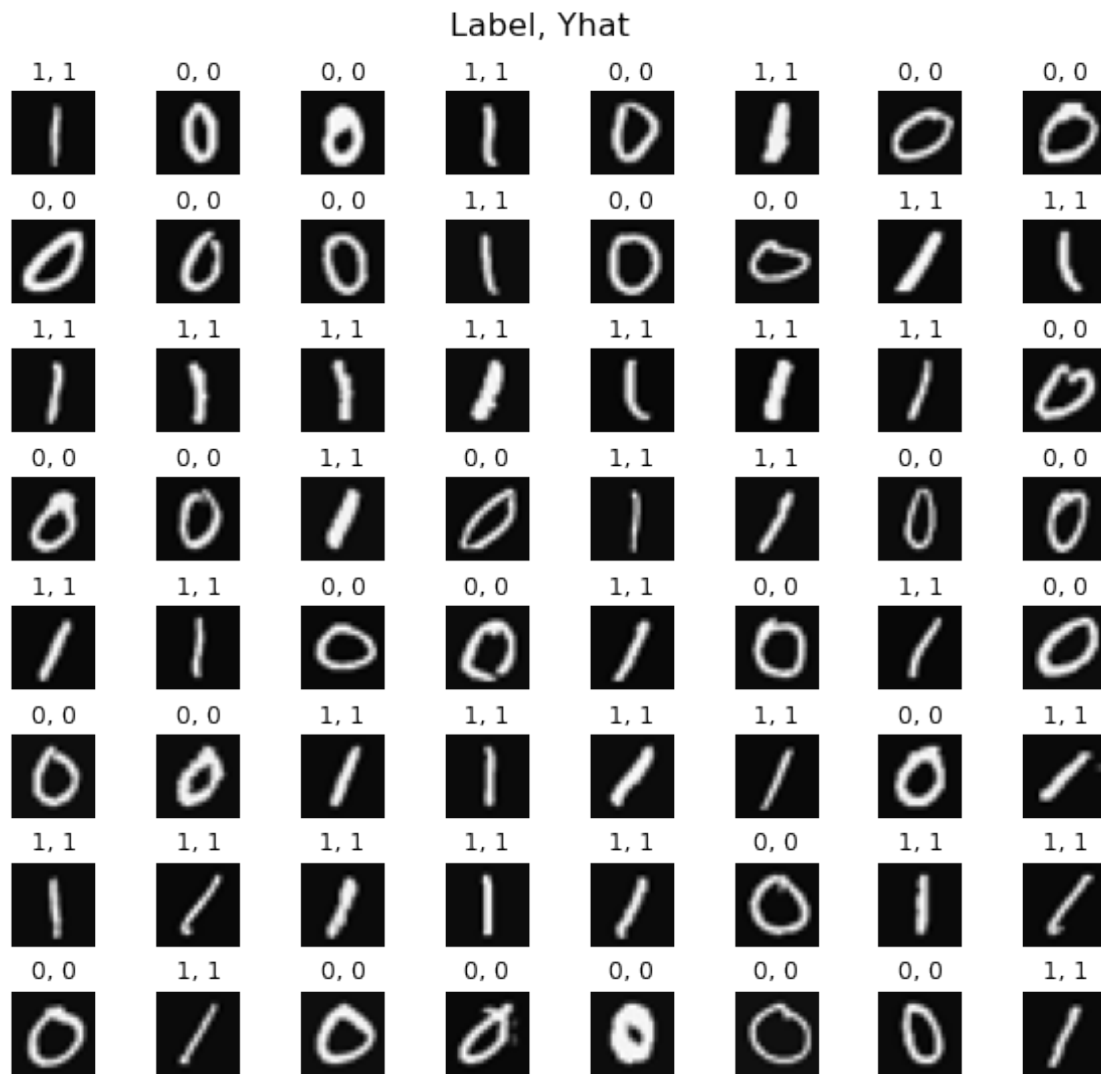 Label, Yhat
1, 1 0, 0 0, 0 1, 1 0, 0 1, 1 0, 0 0, 0
0, 0 0, 0 0, 0 1, 1 0, 0 0, 0 1, 1 1, 1
1, 1 1, 1 1, 1 1, 1 1, 1 1, 1 1, 1 0, 0
0, 0 0, 0 1, 1 0, 0 1, 1 1, 1 0, 0 0, 0
1, 1 1, 1 0, 0 0, 0 1, 1 0, 0 1, 1 0, 0
0, 0 0, 0 1, 1 1, 1 1, 1 1, 1 0, 0 1, 1
1, 1 1, 1 1, 1 1, 1 1, 1 0, 0 1, 1 1, 1
0, 0 1, 1 0, 0 0, 0 0, 0 0, 0 0, 0 1, 1